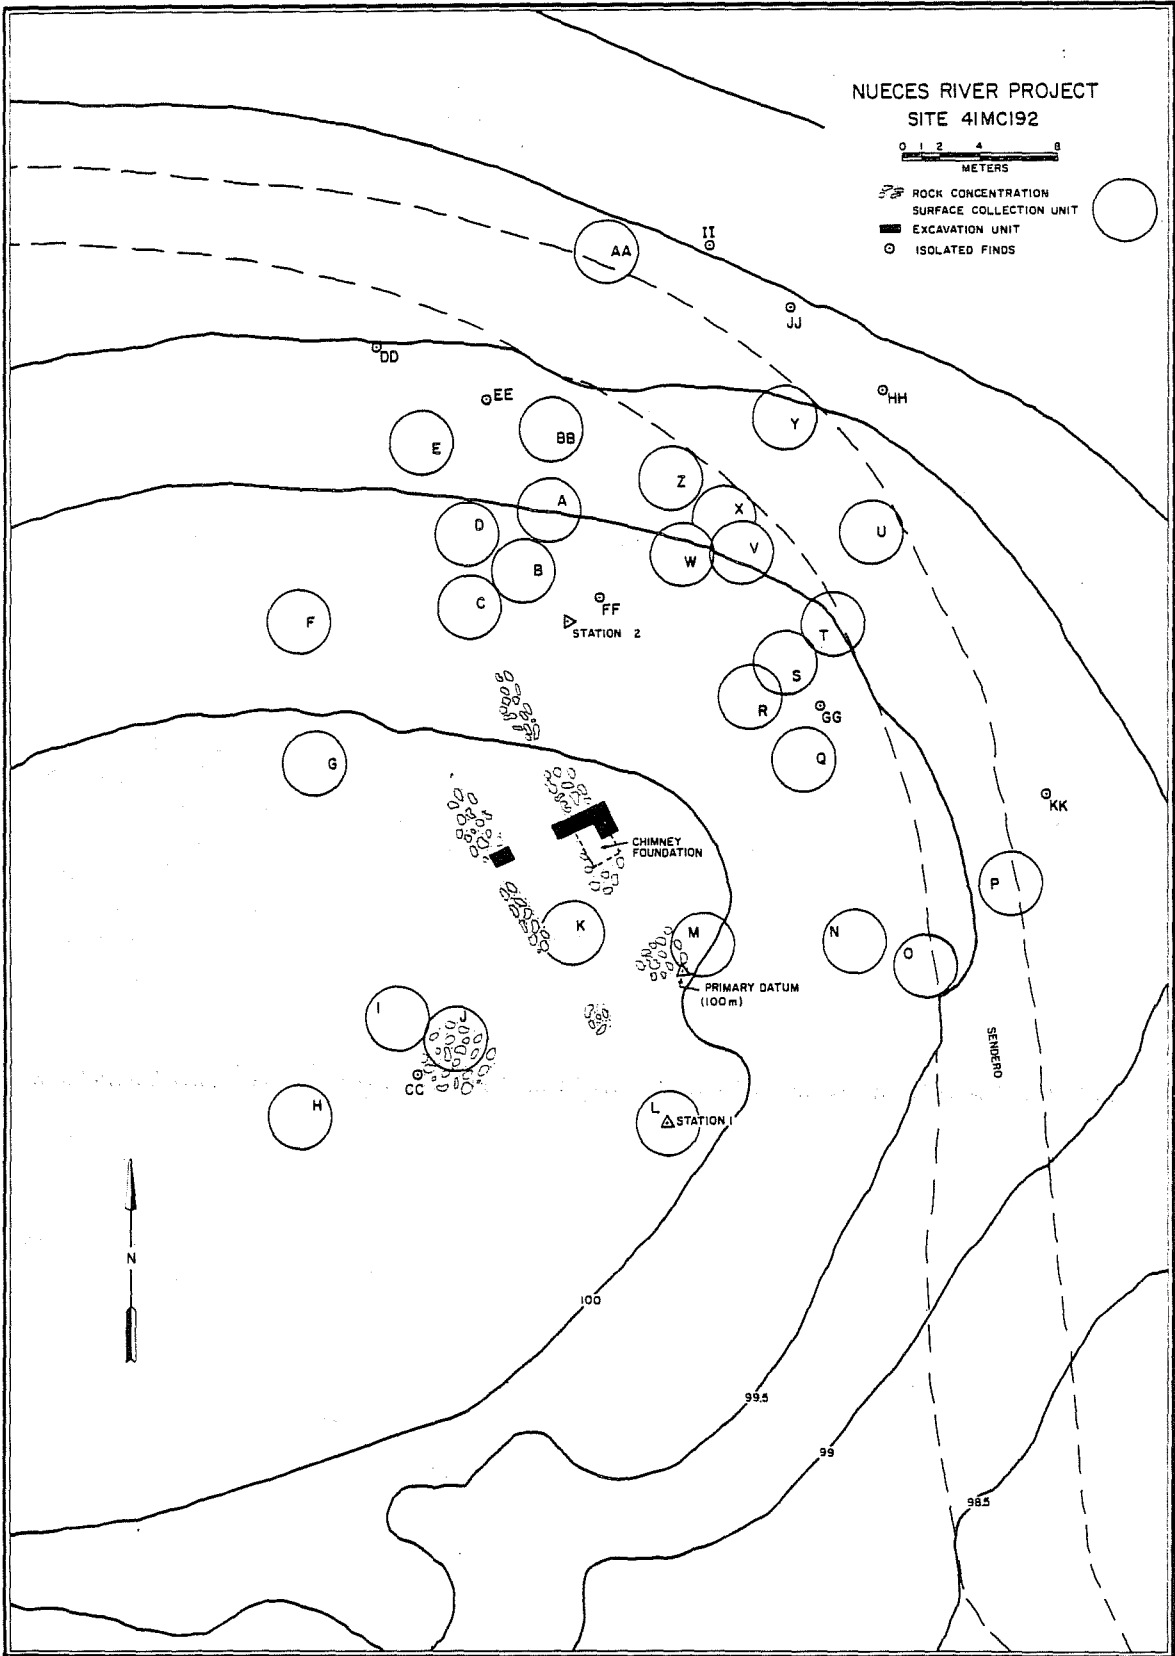 NUECES RIVER PROJECT
SITE 41MC192
0 1 2 4 8
METERS
ROCK CONCENTRATION
SURFACE COLLECTION UNIT
EXCAVATION UNIT
ISOLATED FINDS
AA
II
JJ
DD
EE
HH
BB
Y
E
Z
A
X
D
U
V
W
B
C
FF
F
STATION 2
T
S
R
GG
G
Q
KK
CHIMNEY
FOUNDATION
P
K
M
N
O
PRIMARY DATUM
(100m)
I
J
SENDERO
CC
H
L
STATION I
N
100
99.5
99
98.5